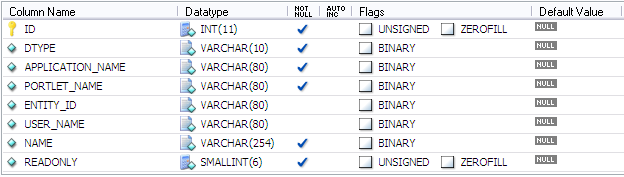 Column Name Datatype NOT NULL AUTO INC Flags Default Value
ID INT(11) UNSIGNED ZEROFILL NULL
DTYPE VARCHAR(10) BINARY NULL
APPLICATION_NAME VARCHAR(80) BINARY NULL
PORTLET_NAME VARCHAR(80) BINARY NULL
ENTITY_ID VARCHAR(80) BINARY NULL
USER_NAME VARCHAR(80) BINARY NULL
NAME VARCHAR(254) BINARY NULL
READONLY SMALLINT(6) UNSIGNED ZEROFILL NULL